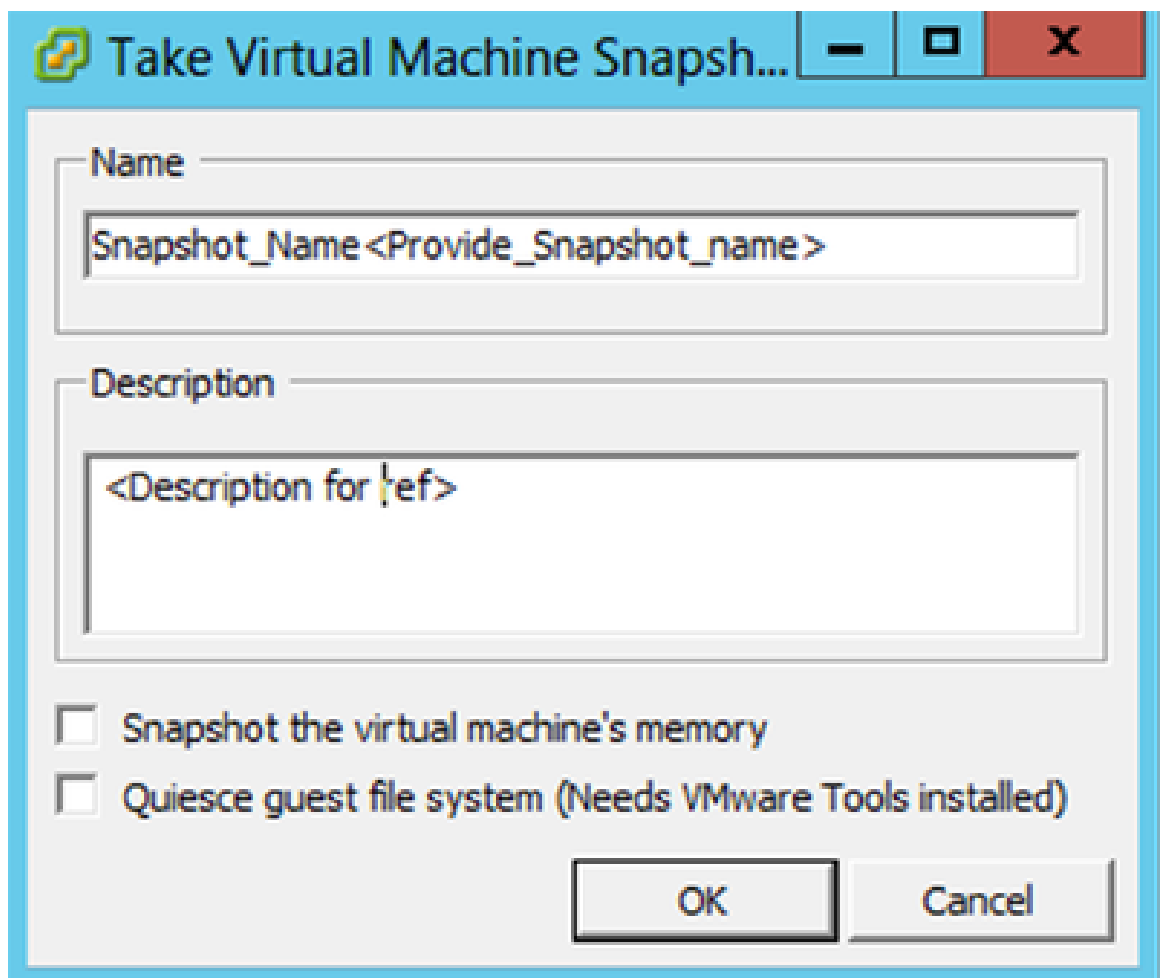 Take Virtual Machine Snapsh...
Name
Snapshot_Name<Provide_Snapshot_name>
Description
<Description for ref>
Snapshot the virtual machine's memory
Quiesce guest file system (Needs VMware Tools installed)
OK Cancel